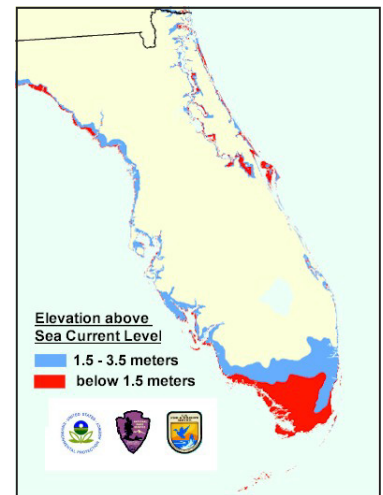 Elevation above
Sea Current Level
1.5 - 3.5 meters
below 1.5 meters